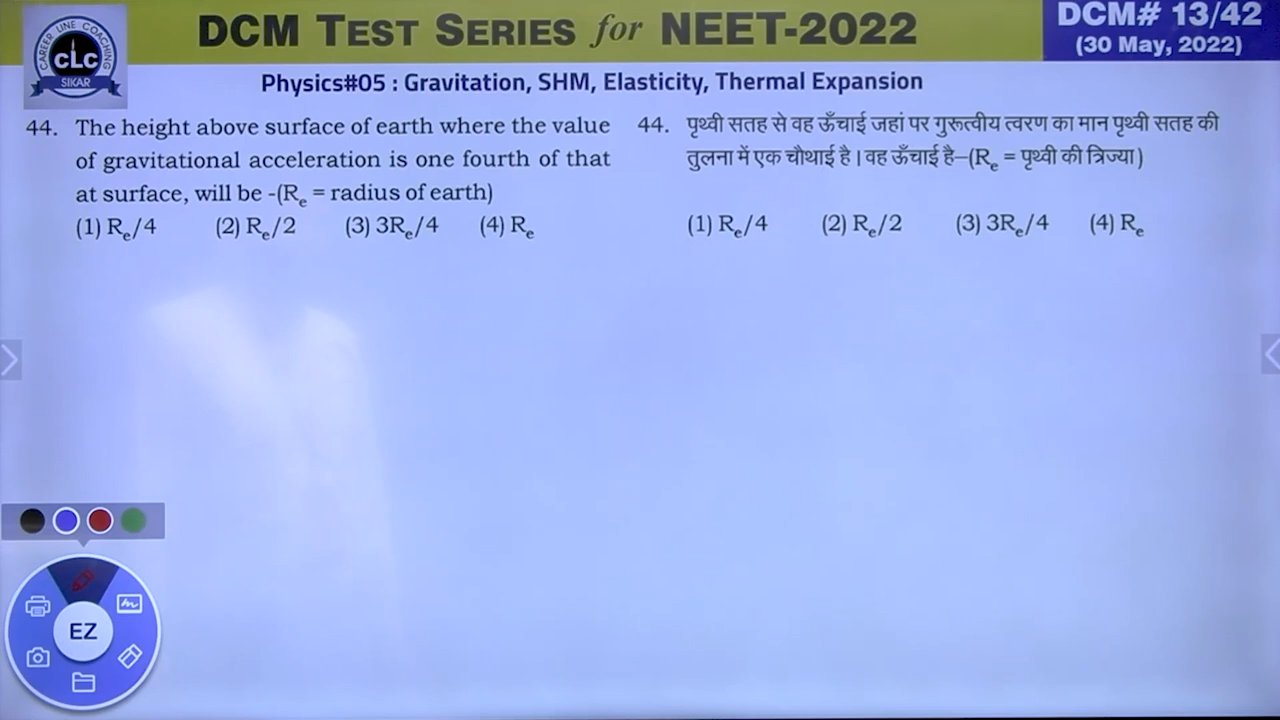 CAREER LINE COACHING
CLC
SIKAR
DCM TEST SERIES for NEET-2022
DCM# 13/42
(30 May, 2022)
Physics#05 : Gravitation, SHM, Elasticity, Thermal Expansion
44. The height above surface of earth where the value
of gravitational acceleration is one fourth of that
at surface, will be -(Re = radius of earth)
(1) Re/4 (2) Re/2 (3) 3Re/4 (4) Re
44. पृथ्वी सतह से वह ऊँचाई जहां पर गुरूत्वीय त्वरण का मान पृथ्वी सतह की
तुलना में एक चौथाई है। वह ऊँचाई है–(Re = पृथ्वी की त्रिज्या)
(1) Re/4 (2) Re/2 (3) 3Re/4 (4) Re
EZ